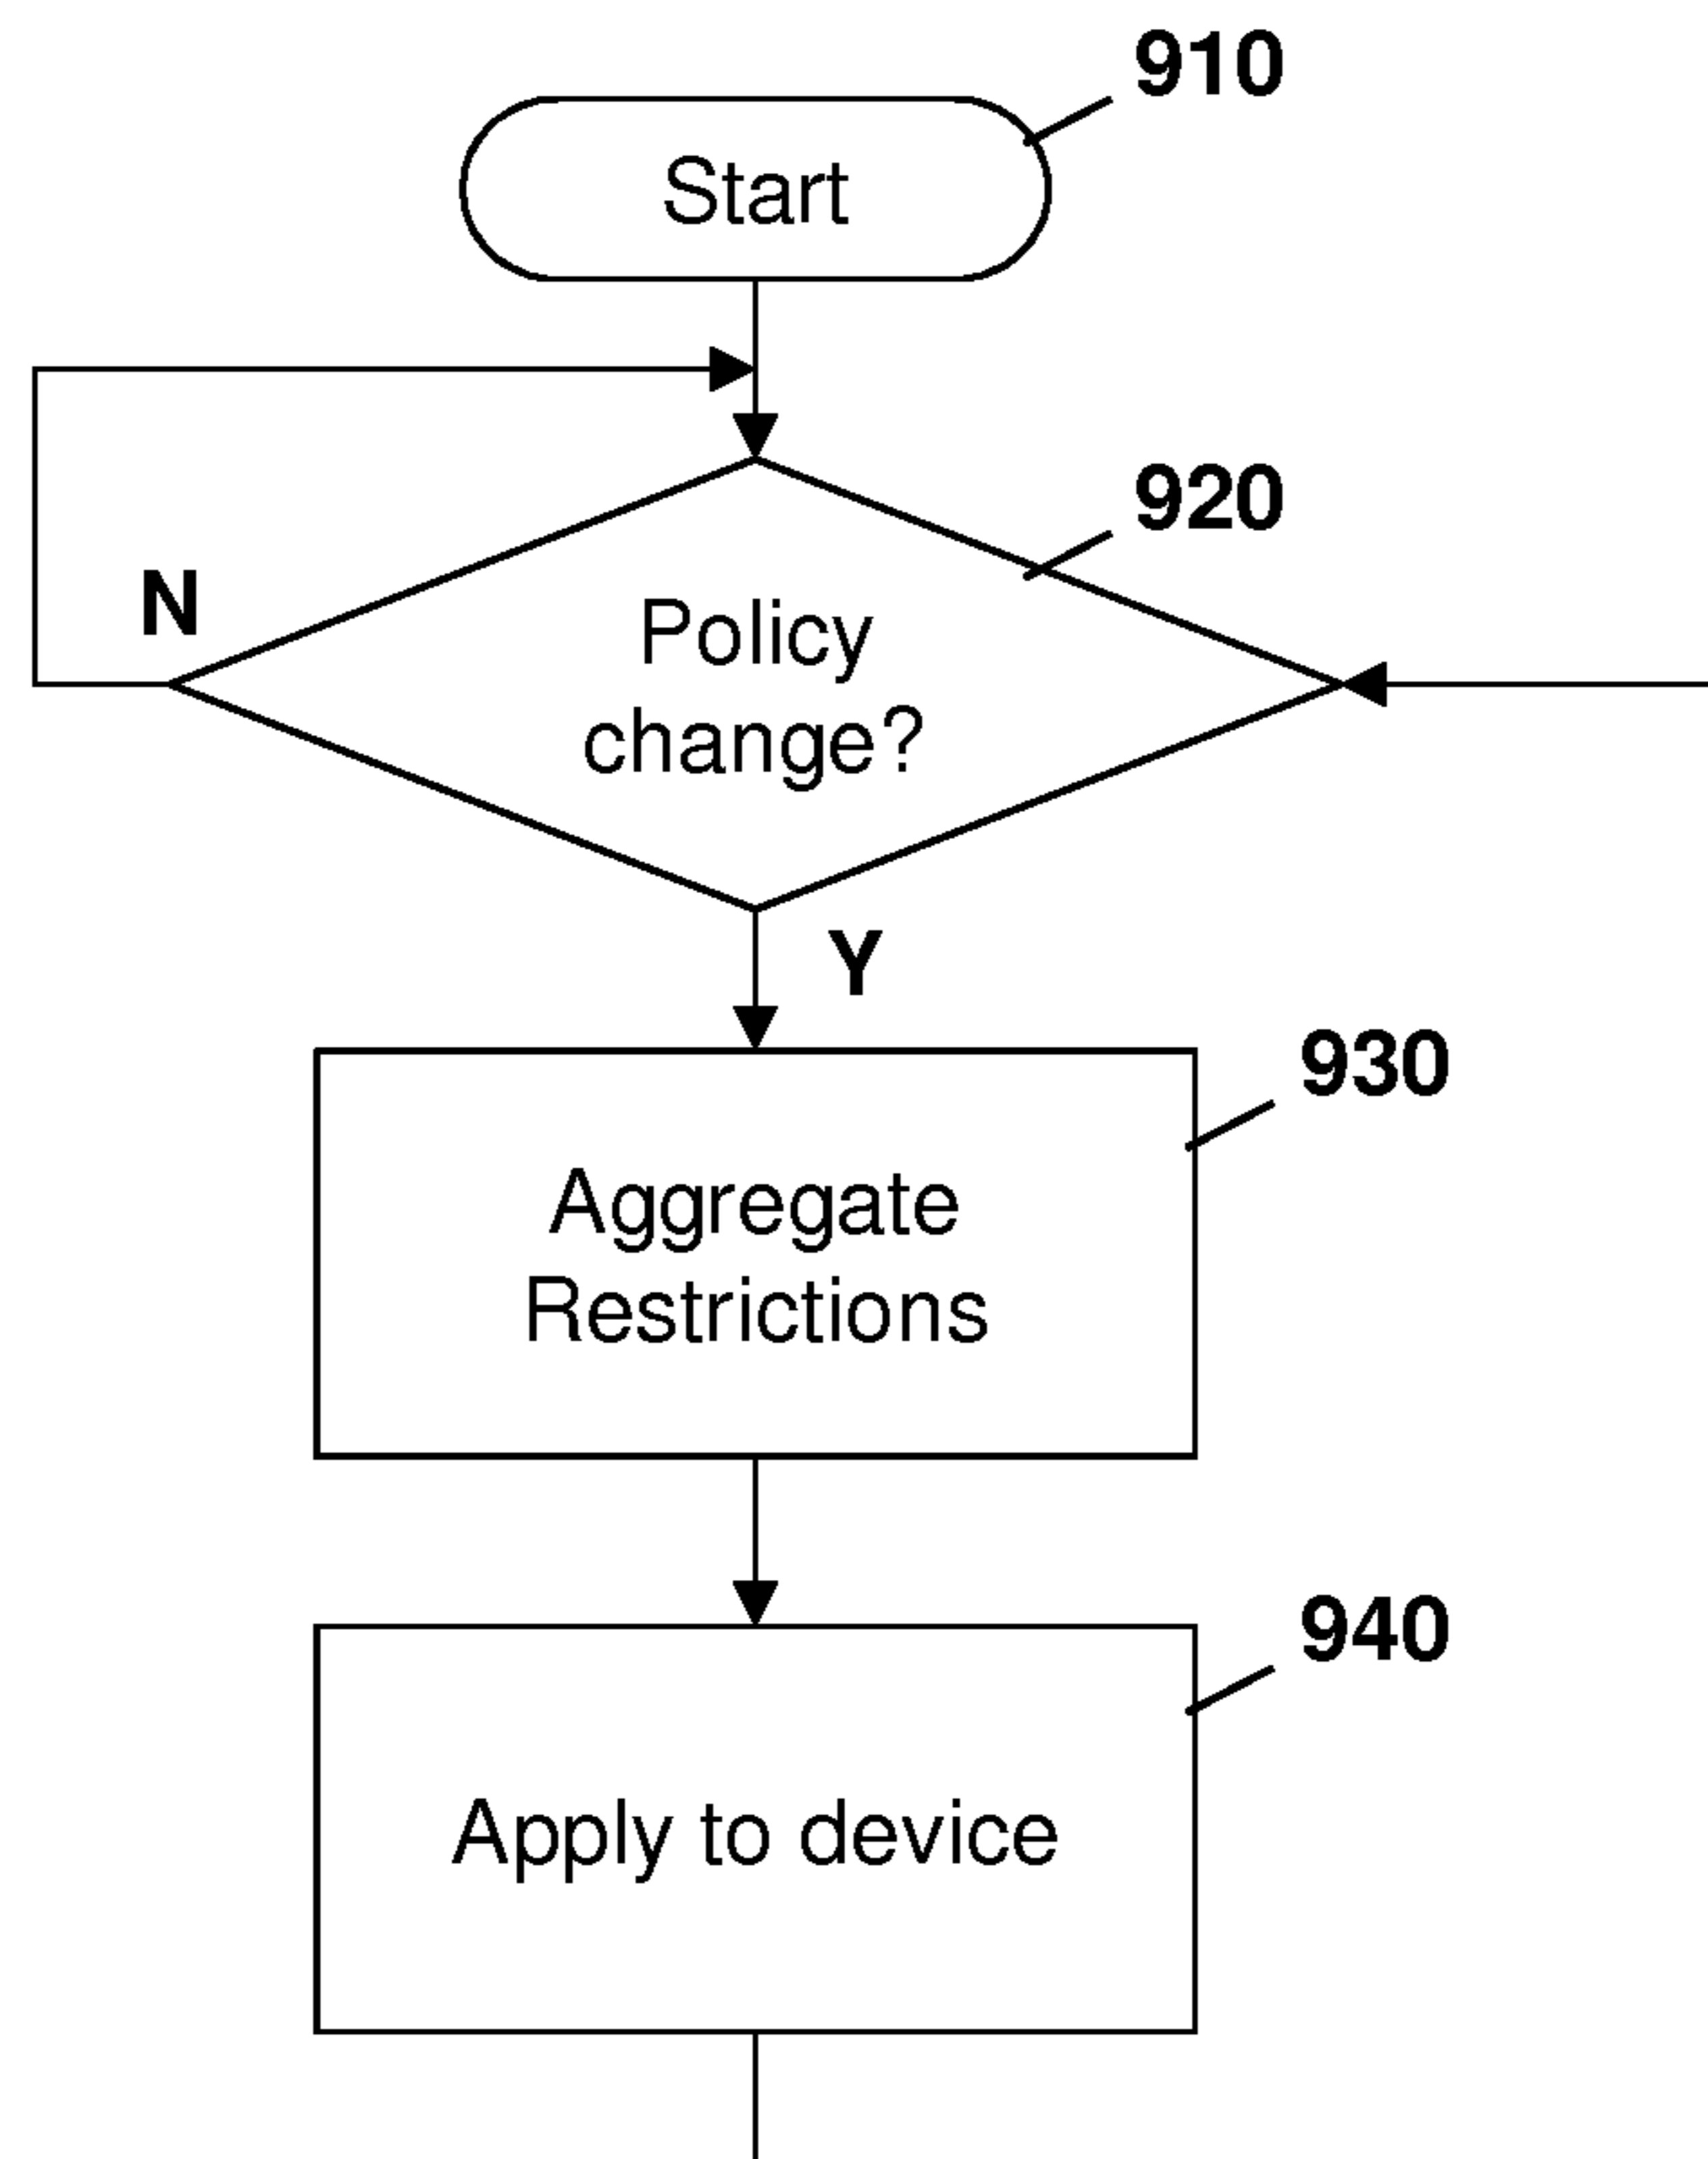 910
Start
920
N
Policy
change?
Y
930
Aggregate
Restrictions
940
Apply to device